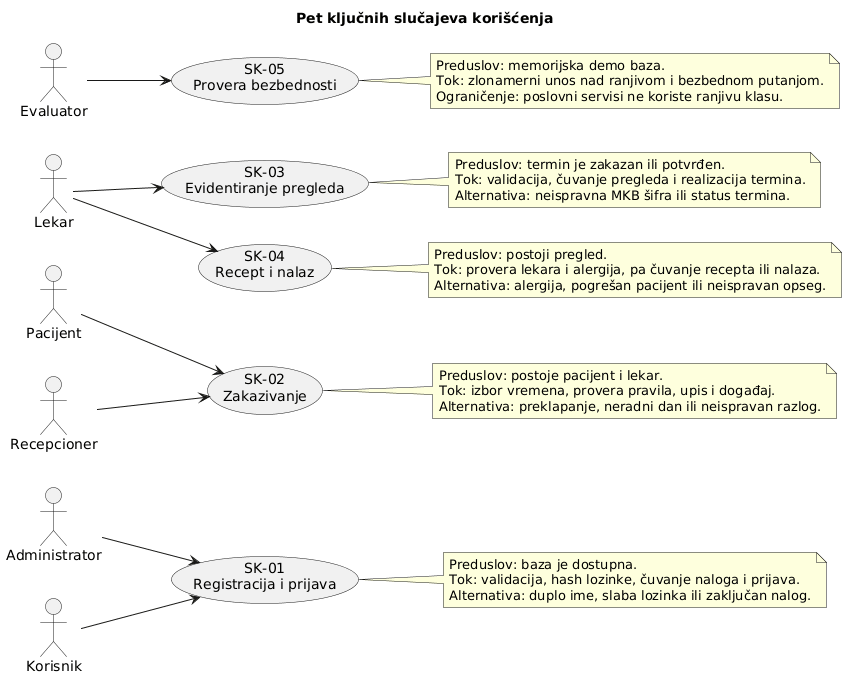 Pet ključnih slučajeva korišćenja
Evaluator
SK-05
Provera bezbednosti
Preduslov: memorijska demo baza.
Tok: zlonamerni unos nad ranjivom i bezbednom putanjom.
Ograničenje: poslovni servisi ne koriste ranjivu klasu.
Lekar
SK-03
Evidentiranje pregleda
Preduslov: termin je zakazan ili potvrđen.
Tok: validacija, čuvanje pregleda i realizacija termina.
Alternativa: neispravna MKB šifra ili status termina.
SK-04
Recept i nalaz
Preduslov: postoji pregled.
Tok: provera lekara i alergija, pa čuvanje recepta ili nalaza.
Alternativa: alergija, pogrešan pacijent ili neispravan opseg.
Pacijent
SK-02
Zakazivanje
Preduslov: postoje pacijent i lekar.
Tok: izbor vremena, provera pravila, upis i događaj.
Alternativa: preklapanje, neradni dan ili neispravan razlog.
Recepcioner
Administrator
SK-01
Registracija i prijava
Preduslov: baza je dostupna.
Tok: validacija, hash lozinke, čuvanje naloga i prijava.
Alternativa: duplo ime, slaba lozinka ili zaključan nalog.
Korisnik